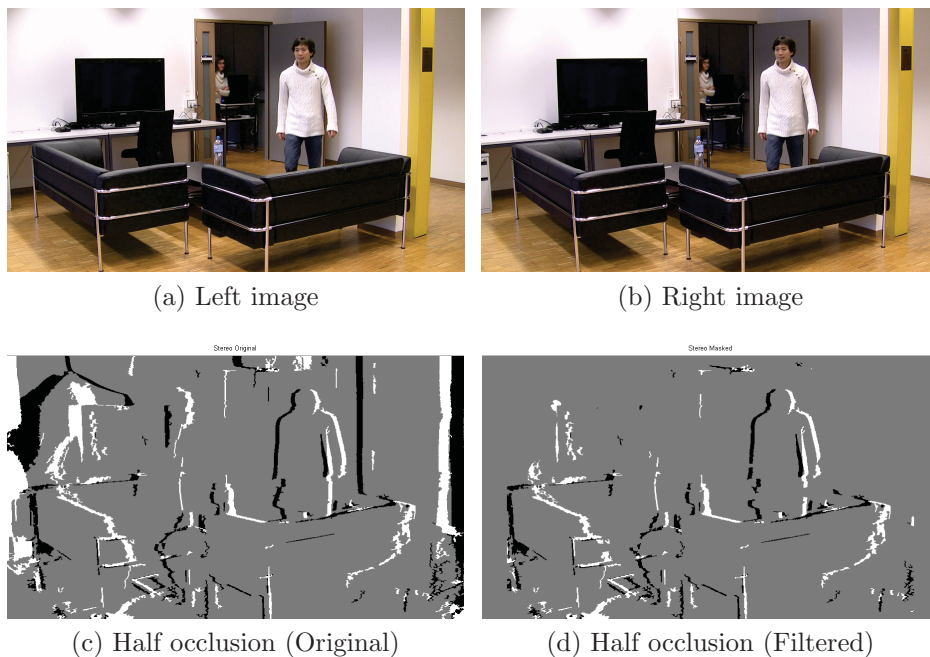 (a) Left image
(b) Right image
Stereo Original
Stereo Masked
(c) Half occlusion (Original)
(d) Half occlusion (Filtered)